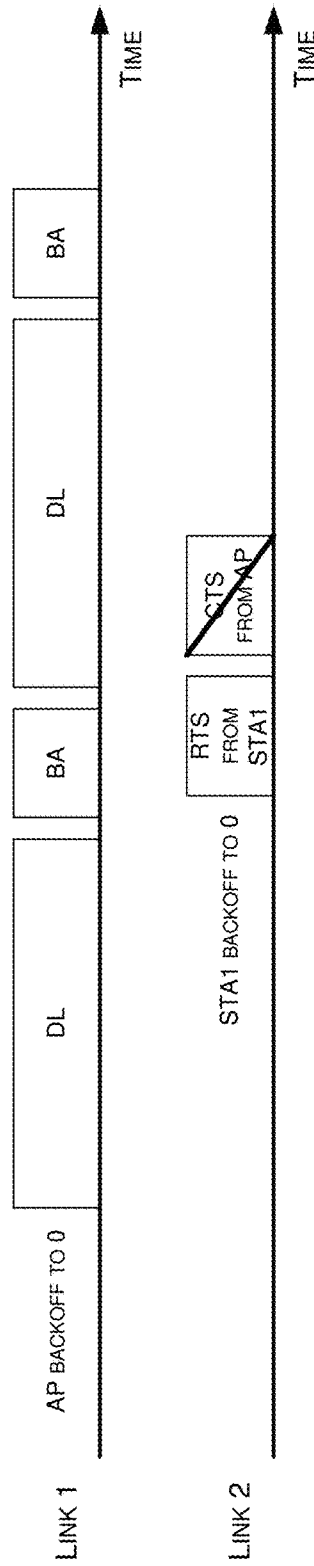 LINK 1
AP BACKOFF TO 0
DL
BA
DL
BA
TIME
LINK 2
STA1 BACKOFF TO 0
RTS
FROM
STA1
CTS
FROM AP
TIME